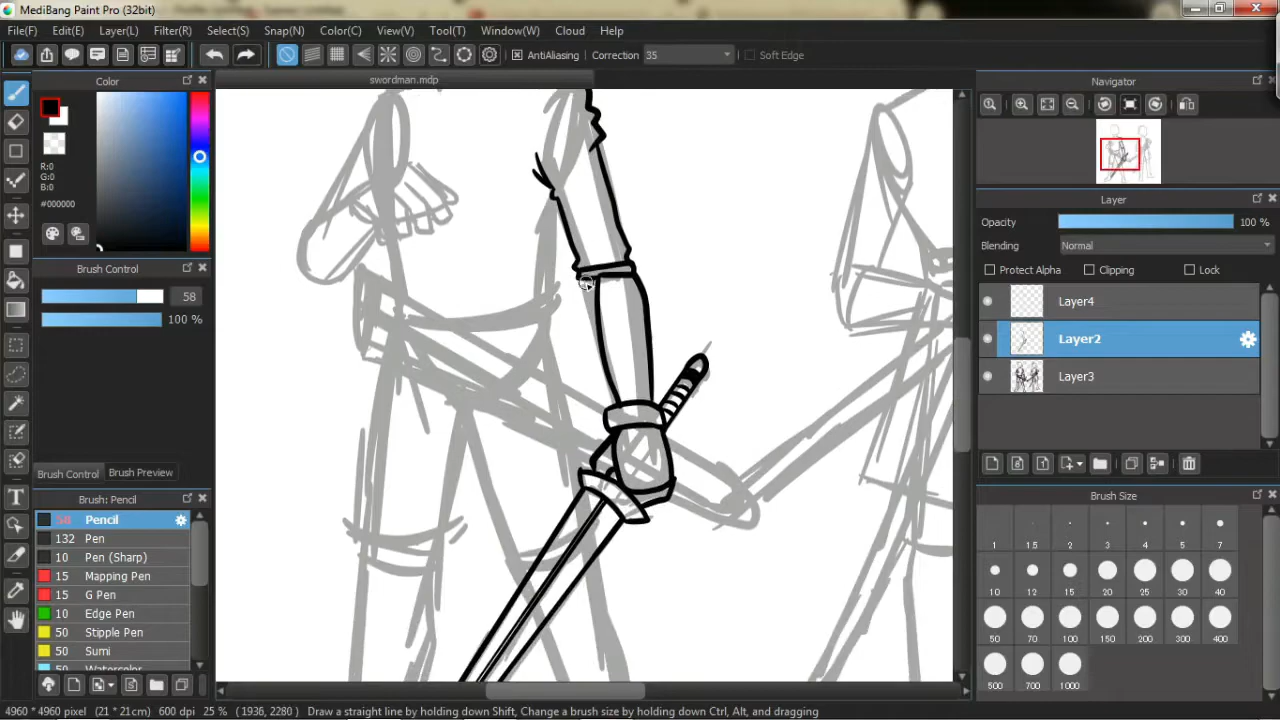 MediBang Paint Pro (32bit)
File(F) Edit(E) Layer(L) Filter(R) Select(S) Snap(N) Color(C) View(V) Tool(T) Window(W) Cloud Help
AntiAliasing Correction 35 Soft Edge
Color
swordman.mdp
Navigator
R:0
G:0
B:0
#000000
Layer
Opacity 100 %
Blending Normal
Protect Alpha Clipping Lock
Brush Control
58
100 %
Layer4
Layer2
Layer3
Brush Control Brush Preview
Brush: Pencil
58 Pencil
132 Pen
10 Pen (Sharp)
15 Mapping Pen
15 G Pen
10 Edge Pen
50 Stipple Pen
50 Sumi
50 Watercolor
Brush Size
1 1.5 2 3 4 5 7
10 12 15 20 25 30 40
50 70 100 150 200 300 400
500 700 1000
4960 * 4960 pixel (21 * 21cm) 600 dpi 25 % (1936, 2280) Draw a straight line by holding down Shift, Change a brush size by holding down Ctrl, Alt, and dragging